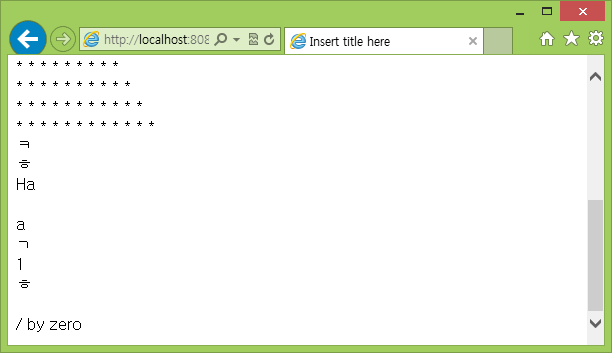 http://localhost:808
Insert title here
* * * * * * * * *
* * * * * * * * * *
* * * * * * * * * * *
* * * * * * * * * * * *
ㅋ
ㅎ
Ha
a
ㄱ
1
ㅎ
/ by zero